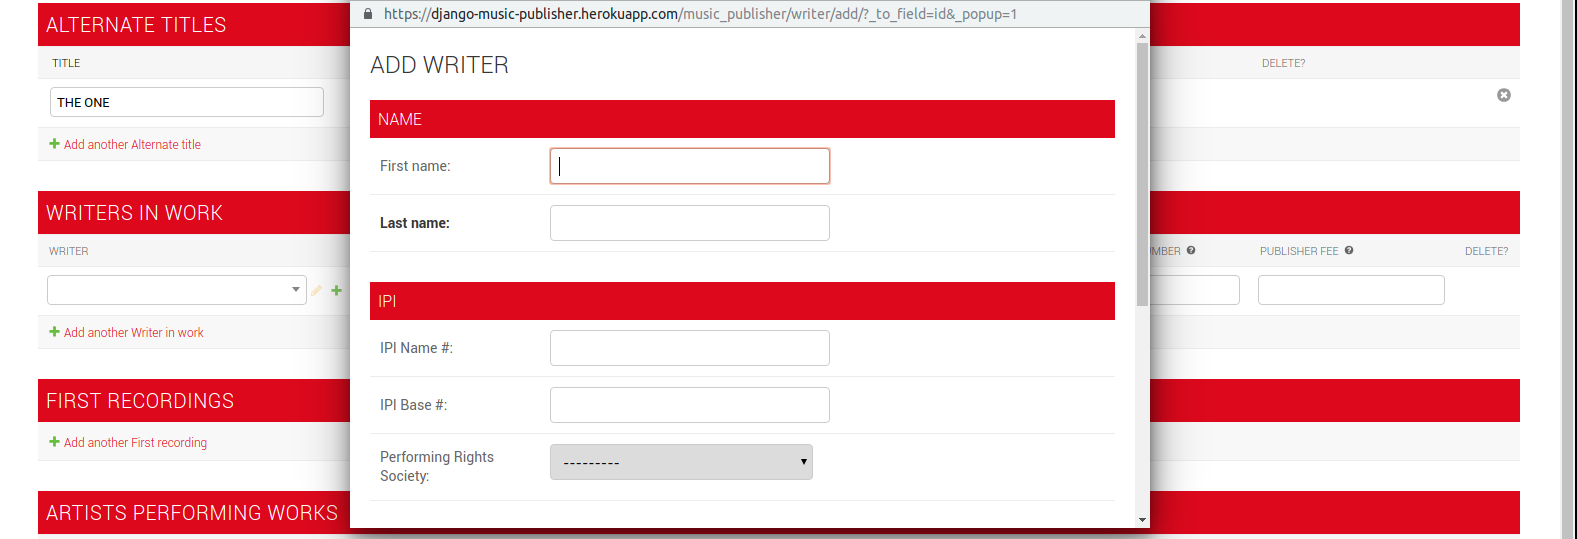 https://django-music-publisher.herokuapp.com/music_publisher/writer/add/?_to_field=id&_popup=1
ALTERNATE TITLES
TITLE
DELETE?
THE ONE
Add another Alternate title
WRITERS IN WORK
WRITER
PUBLISHER FEE
DELETE?
Add another Writer in work
FIRST RECORDINGS
Add another First recording
ARTISTS PERFORMING WORKS
ADD WRITER
NAME
First name:
Last name:
IPI
IPI Name #:
IPI Base #:
Performing Rights
Society:
---------